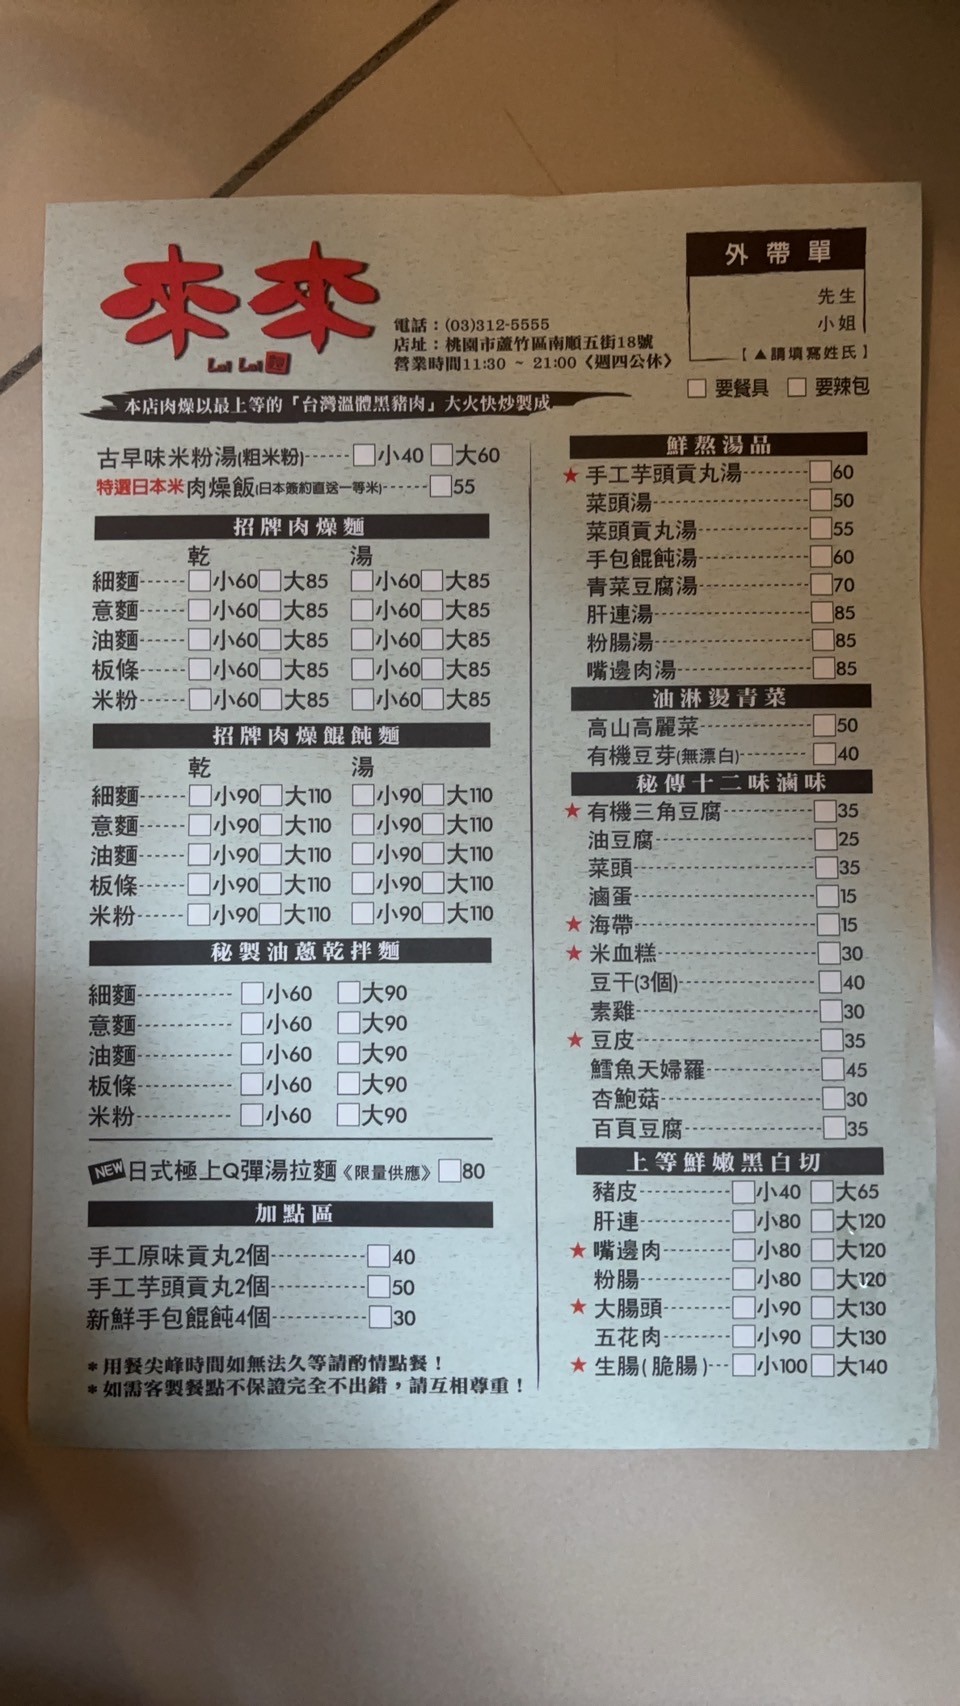 來來
Lai Lai 麵
電話：(03)312-5555
店址：桃園市蘆竹區南順五街18號
營業時間11:30 ~ 21:00〈週四公休〉
外帶單
先生
小姐
【▲請填寫姓氏】
□要餐具 □要辣包
本店肉燥以最上等的「台灣溫體黑豬肉」大火快炒製成
古早味米粉湯(粗米粉)------□小40□大60
特選日本米肉燥飯(日本簽約直送一等米)------□55
招牌肉燥麵
乾 湯
細麵-----□小60□大85 □小60□大85
意麵-----□小60□大85 □小60□大85
油麵-----□小60□大85 □小60□大85
板條-----□小60□大85 □小60□大85
米粉-----□小60□大85 □小60□大85
招牌肉燥餛飩麵
乾 湯
細麵-----□小90□大110 □小90□大110
意麵-----□小90□大110 □小90□大110
油麵-----□小90□大110 □小90□大110
板條-----□小90□大110 □小90□大110
米粉-----□小90□大110 □小90□大110
秘製油蔥乾拌麵
細麵----------- □小60 □大90
意麵----------- □小60 □大90
油麵----------- □小60 □大90
板條----------- □小60 □大90
米粉----------- □小60 □大90
NEW日式極上Q彈湯拉麵《限量供應》□80
加點區
手工原味貢丸2個-----------□40
手工芋頭貢丸2個-----------□50
新鮮手包餛飩4個-----------□30
＊用餐尖峰時間如無法久等請酌情點餐！
＊如需客製餐點不保證完全不出錯，請互相尊重！
鮮熬湯品
★手工芋頭貢丸湯--------□60
菜頭湯-------------------□50
菜頭貢丸湯-------------□55
手包餛飩湯-------------□60
青菜豆腐湯-------------□70
肝連湯-------------------□85
粉腸湯-------------------□85
嘴邊肉湯----------------□85
油淋燙青菜
高山高麗菜-------------□50
有機豆芽(無漂白)---------□40
秘傳十二味滷味
★有機三角豆腐-----------□35
油豆腐-------------------□25
菜頭----------------------□35
滷蛋----------------------□15
★海帶----------------------□15
★米血糕-------------------□30
豆干(3個)----------------□40
素雞----------------------□30
★豆皮----------------------□35
鱈魚天婦羅-------------□45
杏鮑菇-------------------□30
百頁豆腐----------------□35
上等鮮嫩黑白切
豬皮-----------□小40 □大65
肝連-----------□小80 □大120
★嘴邊肉--------□小80 □大120
粉腸-----------□小80 □大120
★大腸頭--------□小90 □大130
五花肉--------□小90 □大130
★生腸(脆腸)---□小100□大140